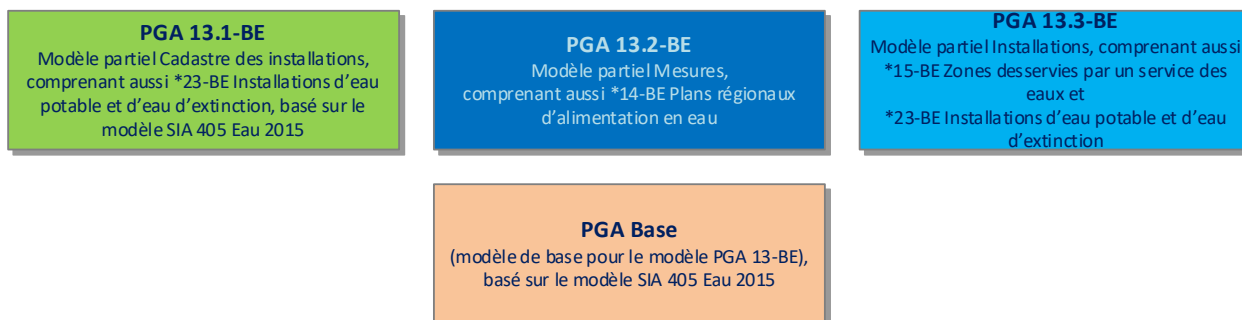 PGA 13.1-BE
Modèle partiel Cadastre des installations,
comprenant aussi *23-BE Installations d'eau
potable et d'eau d'extinction, basé sur le
modèle SIA 405 Eau 2015
PGA 13.2-BE
Modèle partiel Mesures,
comprenant aussi *14-BE Plans régionaux
d'alimentation en eau
PGA 13.3-BE
Modèle partiel Installations, comprenant aussi
*15-BE Zones desservies par un service des
eaux et
*23-BE Installations d'eau potable et d'eau
d'extinction
PGA Base
(modèle de base pour le modèle PGA 13-BE),
basé sur le modèle SIA 405 Eau 2015